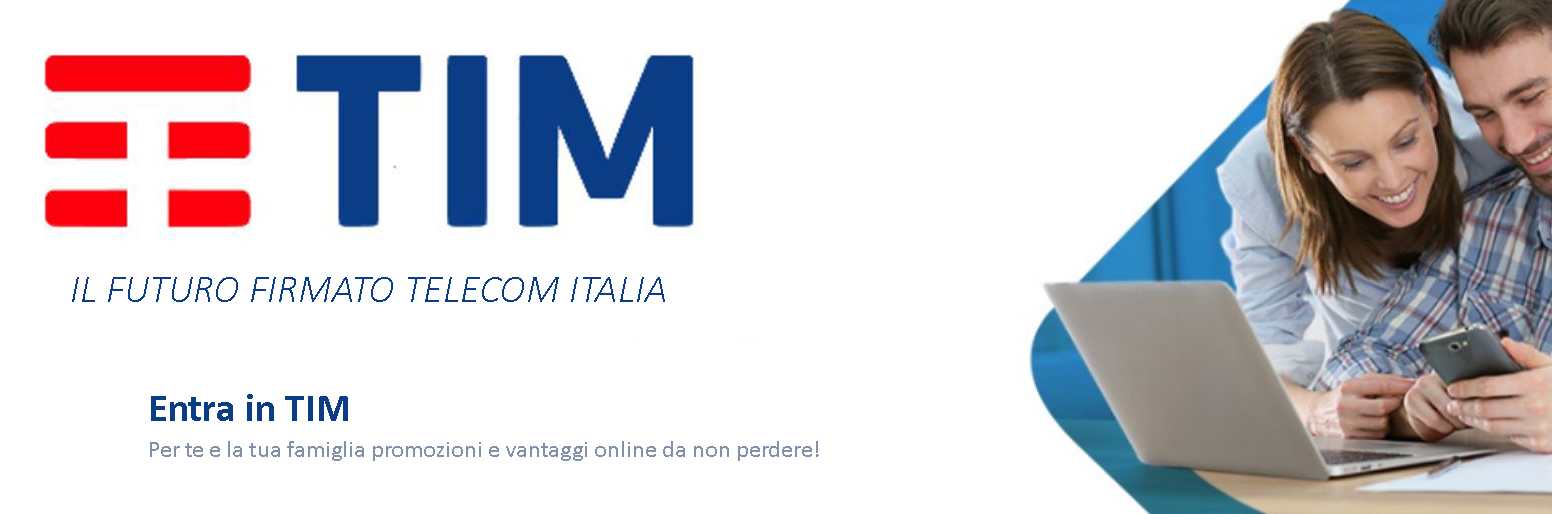 TIM
IL FUTURO FIRMATO TELECOM ITALIA
Entra in TIM
Per te e la tua famiglia promozioni e vantaggi online da non perdere!